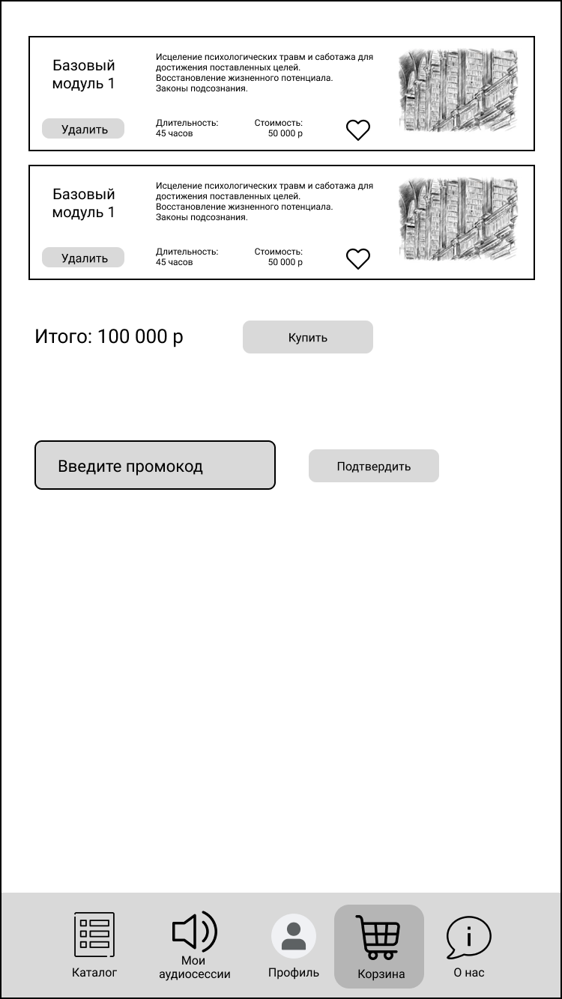 Базовый
модуль 1
Исцеление психологических травм и саботажа для
достижения поставленных целей.
Восстановление жизненного потенциала.
Законы подсознания.
Удалить
Длительность:
45 часов
Стоимость:
50 000 р
Базовый
модуль 1
Исцеление психологических травм и саботажа для
достижения поставленных целей.
Восстановление жизненного потенциала.
Законы подсознания.
Удалить
Длительность:
45 часов
Стоимость:
50 000 р
Итого: 100 000 р
Купить
Введите промокод
Подтвердить
Каталог
Мои
аудиосессии
Профиль
Корзина
О нас